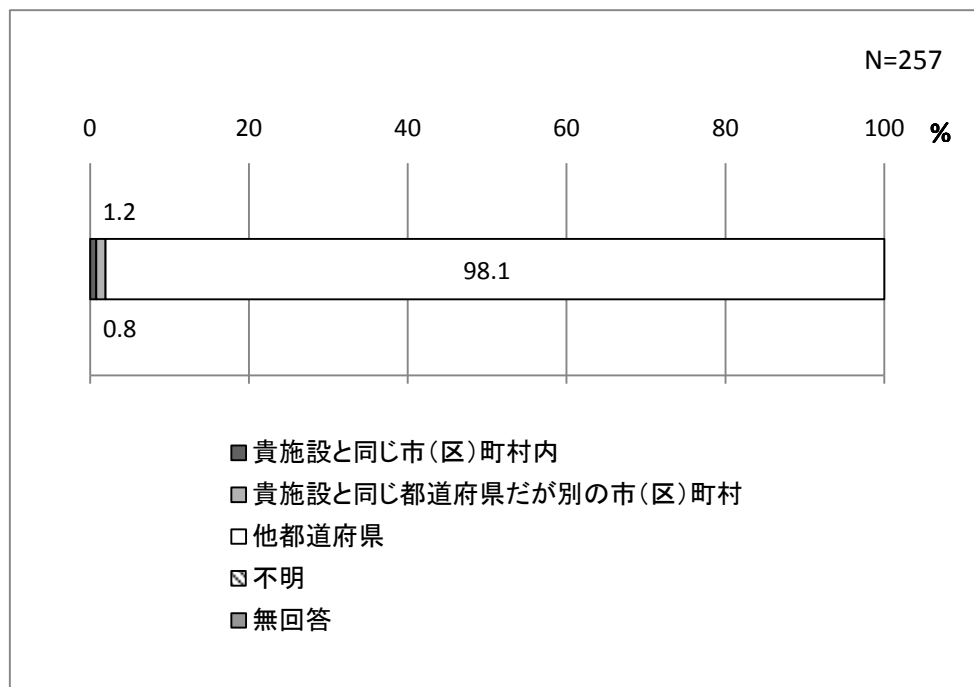 N=257
0 20 40 60 80 100 %
1.2
98.1
0.8
貴施設と同じ市（区）町村内
貴施設と同じ都道府県だが別の市（区）町村
他都道府県
不明
無回答